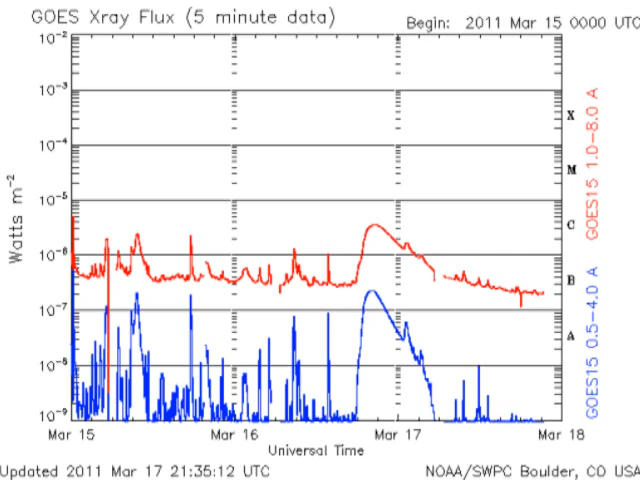 GOES Xray Flux (5 minute data)
Begin: 2011 Mar 15 0000 UTC
10⁻²
10⁻³
10⁻⁴
10⁻⁵
10⁻⁶
10⁻⁷
10⁻⁸
10⁻⁹
Watts m⁻²
X
M
C
B
A
GOES15 1.0-8.0 A
GOES15 0.5-4.0 A
Mar 15
Mar 16
Mar 17
Mar 18
Universal Time
Updated 2011 Mar 17 21:35:12 UTC
NOAA/SWPC Boulder, CO USA